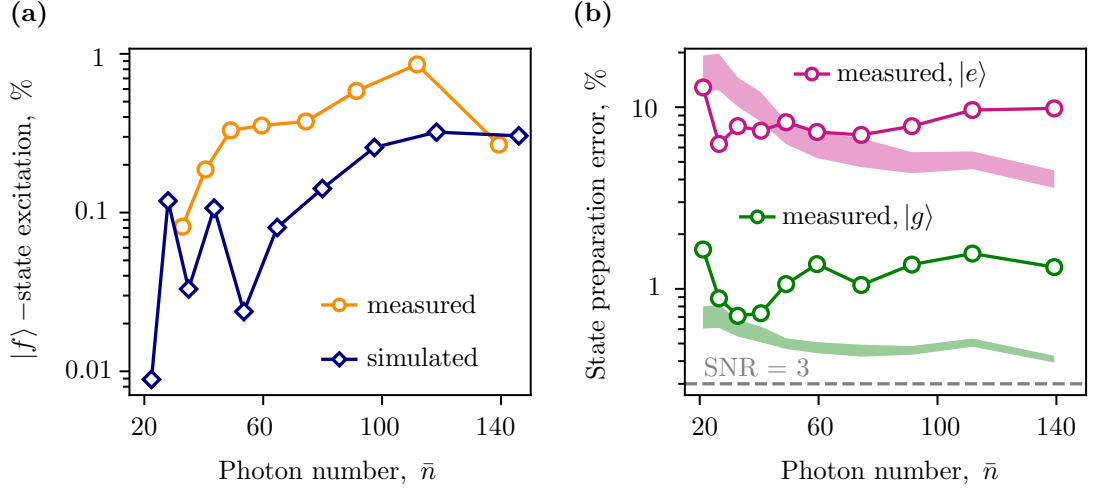 (a)
|f⟩ −state excitation, %
1
0.1
0.01
measured
simulated
20
60
100
140
Photon number, n̄
(b)
State preparation error, %
10
1
measured, |e⟩
measured, |g⟩
SNR = 3
20
60
100
140
Photon number, n̄